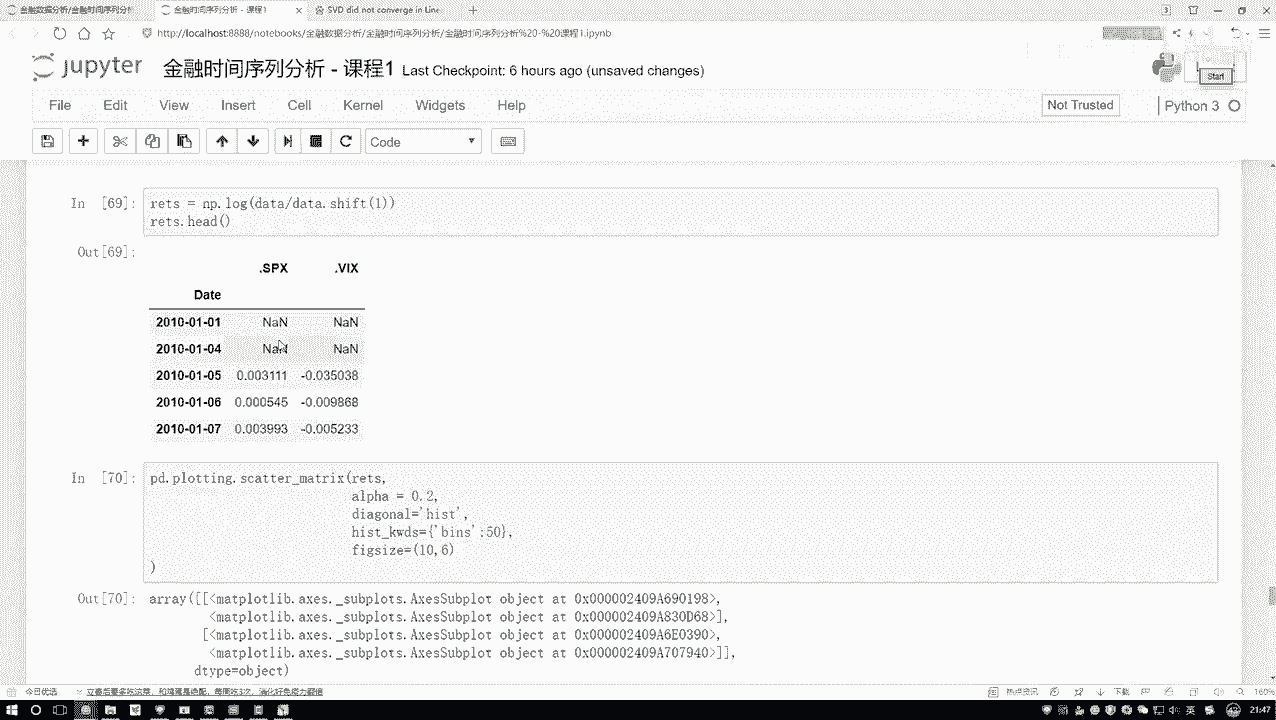 金融数据分析/金融时间序列分析
金融时间序列分析 - 课程1
SVD did not converge in Line
http://localhost:8888/notebooks/金融数据分析/金融时间序列分析/金融时间序列分析%20-%20课程1.ipynb
jupyter 金融时间序列分析 - 课程1 Last Checkpoint: 6 hours ago (unsaved changes)
Start
File Edit View Insert Cell Kernel Widgets Help
Not Trusted
Python 3
Code
In [69]:
rets = np.log(data/data.shift(1))
rets.head()
Out[69]:
.SPX .VIX
Date
2010-01-01 NaN NaN
2010-01-04 NaN NaN
2010-01-05 0.003111 -0.035038
2010-01-06 0.000545 -0.009868
2010-01-07 0.003993 -0.005233
In [70]:
pd.plotting.scatter_matrix(rets,
alpha = 0.2,
diagonal='hist',
hist_kwds={'bins':50},
figsize=(10,6)
)
Out[70]:
array([[<matplotlib.axes._subplots.AxesSubplot object at 0x000002409A690198>,
<matplotlib.axes._subplots.AxesSubplot object at 0x000002409A830D68>],
[<matplotlib.axes._subplots.AxesSubplot object at 0x000002409A6E0390>,
<matplotlib.axes._subplots.AxesSubplot object at 0x000002409A707940>]],
dtype=object)
今日优选
热点资讯
下载
160%
英
21:47